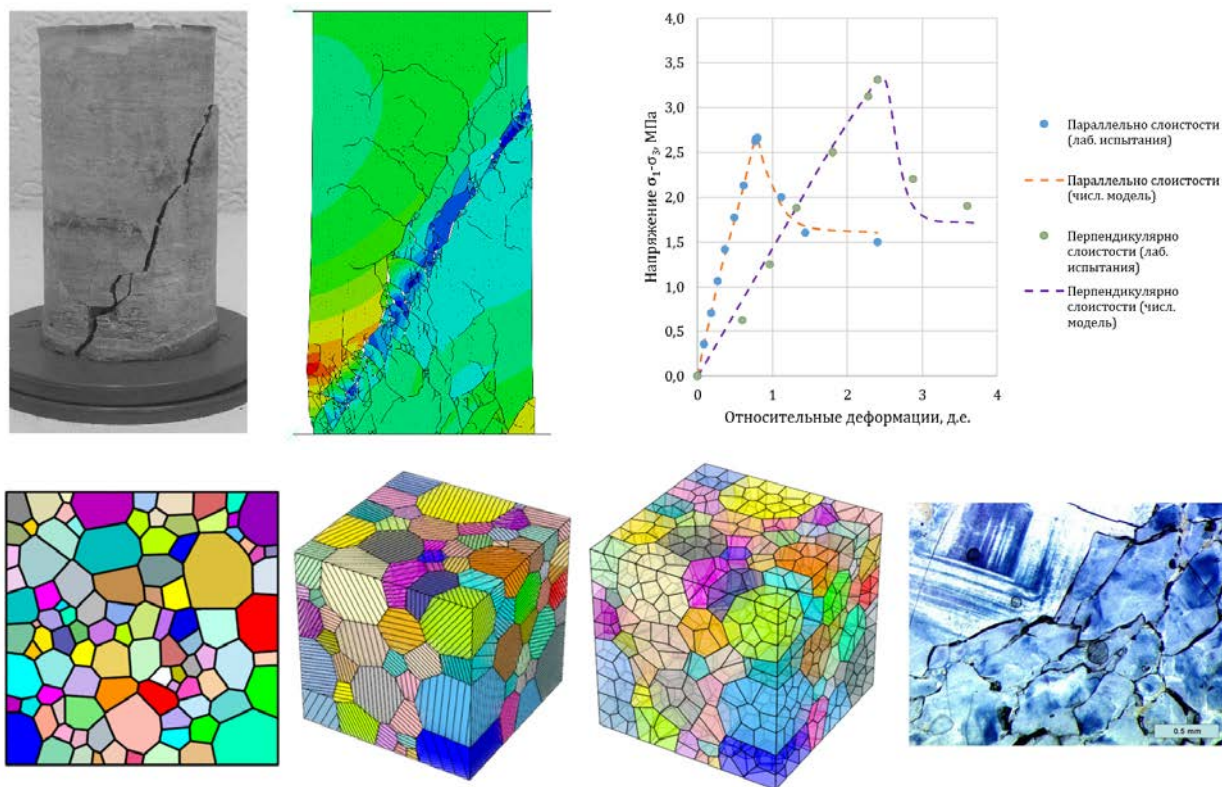 4,0
3,5
3,0
2,5
2,0
1,5
1,0
0,5
0,0
Напряжение σ₁-σ₃, МПа
0 1 2 3 4
Относительные деформации, д.е.
Параллельно слоистости
(лаб. испытания)
Параллельно слоистости
(числ. модель)
Перпендикулярно
слоистости (лаб.
испытания)
Перпендикулярно
слоистости (числ.
модель)
0.5 mm